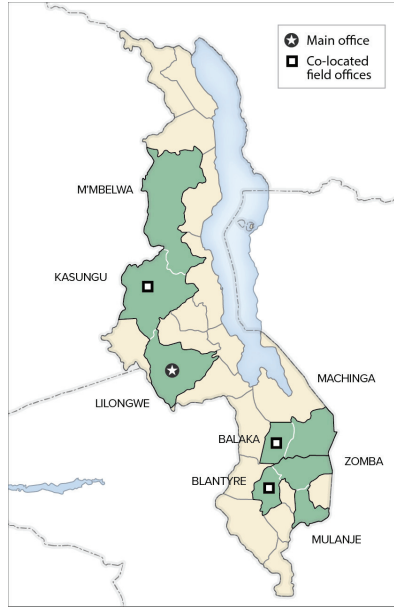 Main office
Co-located
field offices
M'MBELWA
KASUNGU
LILONGWE
MACHINGA
BALAKA
ZOMBA
BLANTYRE
MULANJE